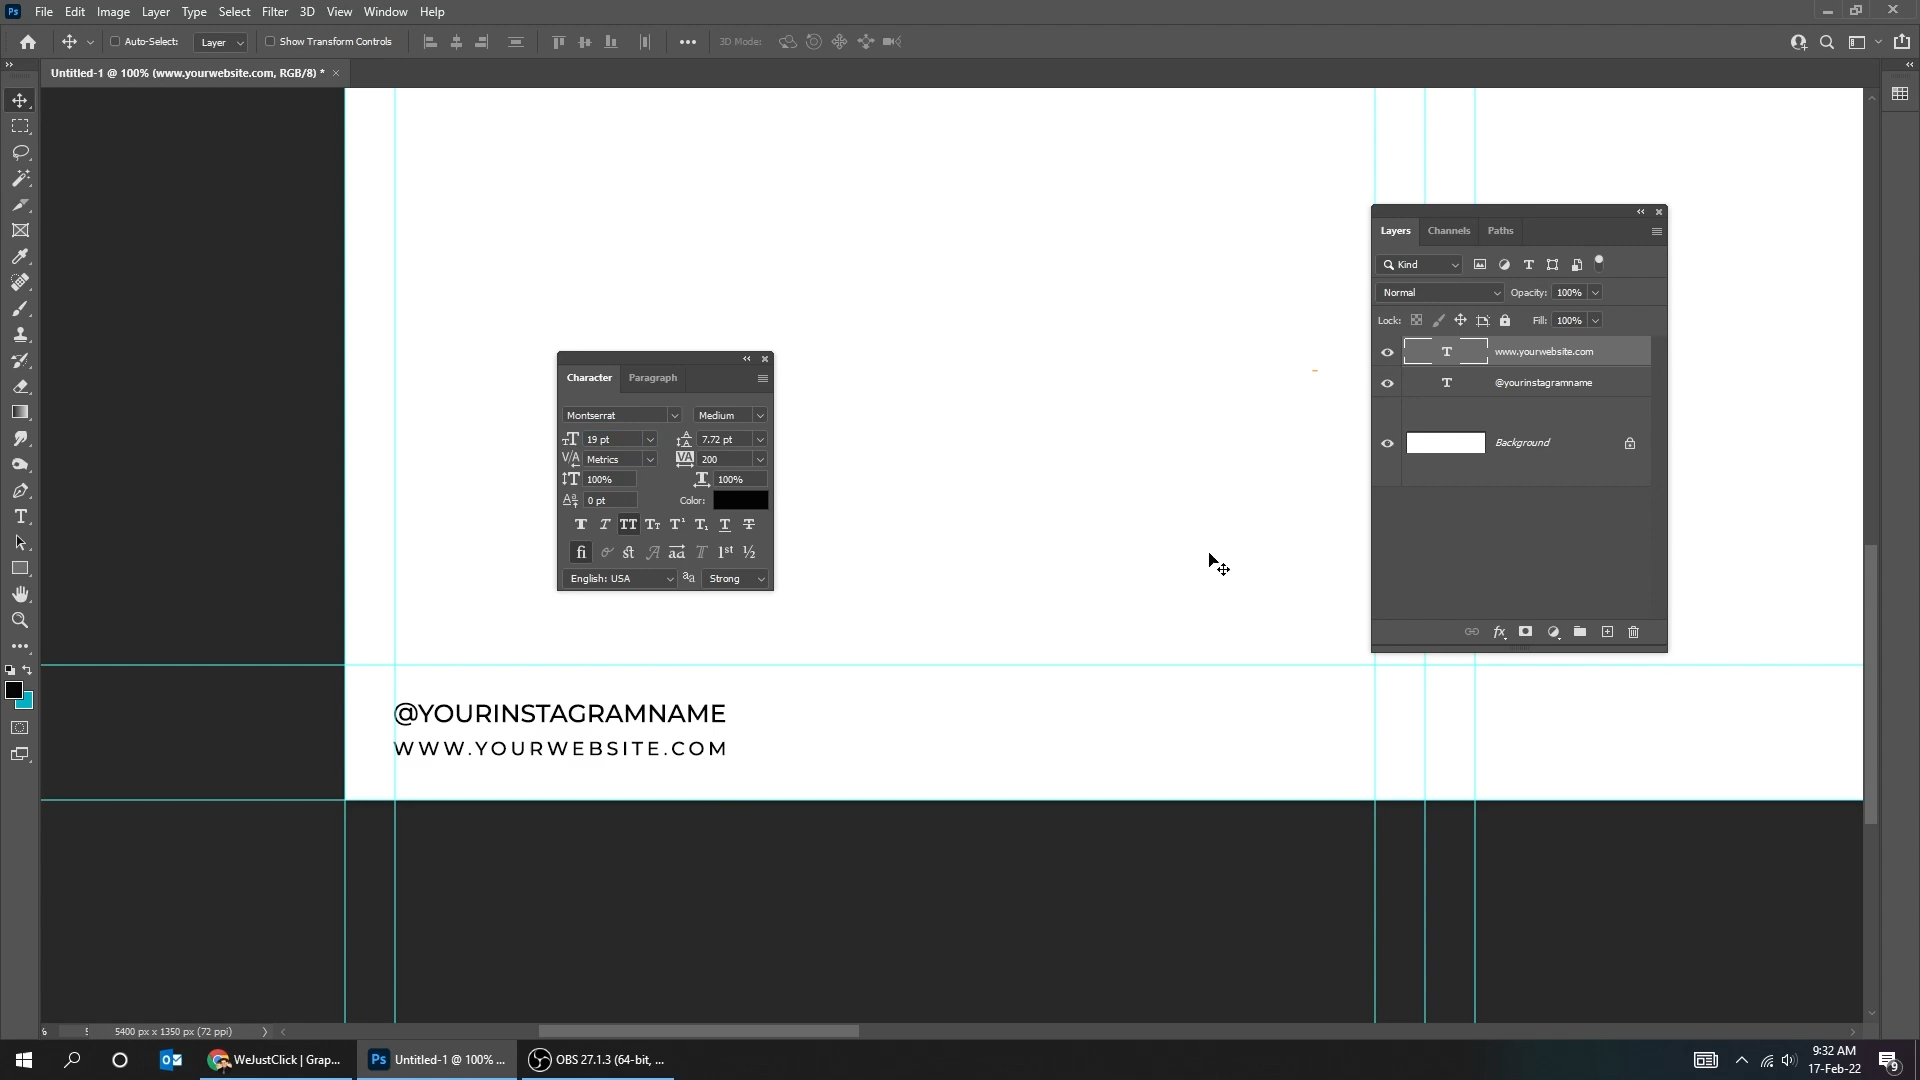 Ps File Edit Image Layer Type Select Filter 3D View Window Help
Auto-Select: Layer Show Transform Controls 3D Mode:
Untitled-1 @ 100% (www.yourwebsite.com, RGB/8) *
Layers Channels Paths
Kind
Normal Opacity: 100%
Lock: Fill: 100%
www.yourwebsite.com
@yourinstagramname
Background
Character Paragraph
Montserrat Medium
19 pt 7.72 pt
Metrics 200
100% 100%
0 pt Color:
English: USA aa Strong
@YOURINSTAGRAMNAME
WWW.YOURWEBSITE.COM
5400 px x 1350 px (72 ppi)
WeJustClick | Grap...
Ps Untitled-1 @ 100% ...
OBS 27.1.3 (64-bit, ...
9:32 AM
17-Feb-22
9